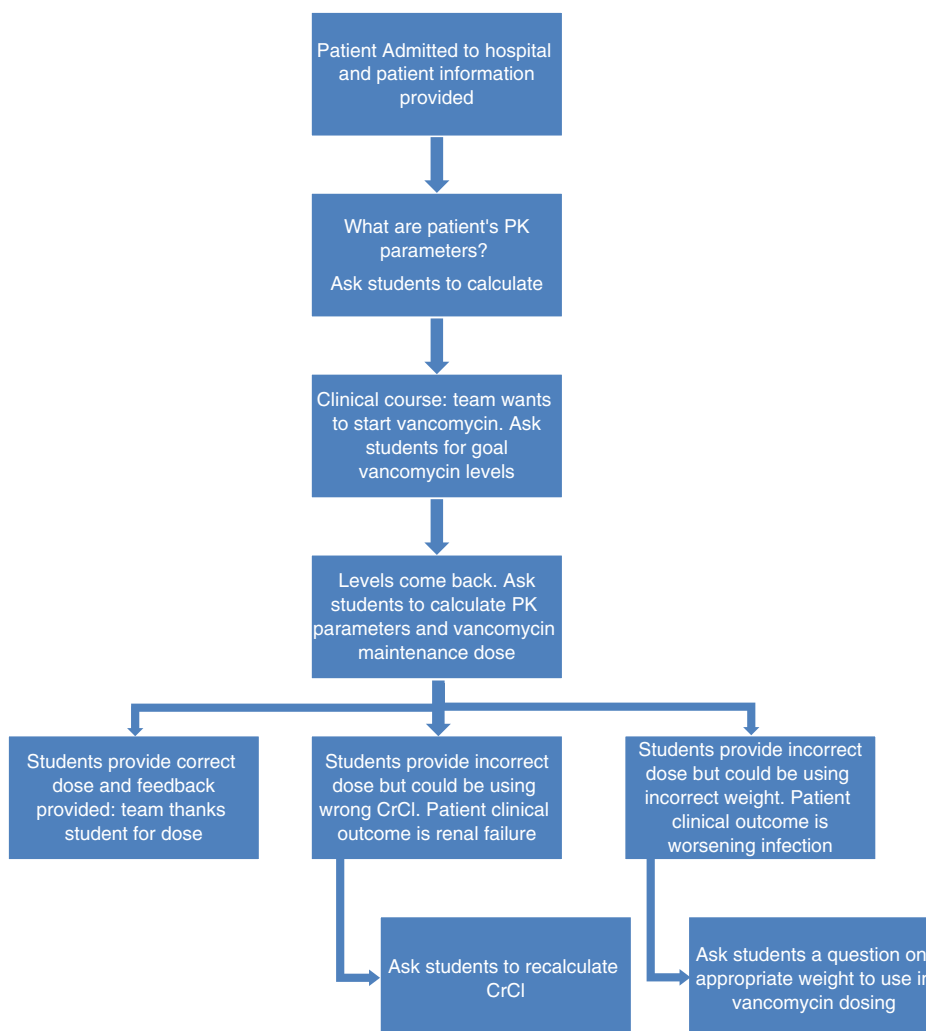 Patient Admitted to hospital
and patient information
provided
What are patient's PK
parameters?
Ask students to calculate
Clinical course: team wants
to start vancomycin. Ask
students for goal
vancomycin levels
Levels come back. Ask
students to calculate PK
parameters and vancomycin
maintenance dose
Students provide correct
dose and feedback
provided: team thanks
student for dose
Students provide incorrect
dose but could be using
wrong CrCl. Patient clinical
outcome is renal failure
Students provide incorrect
dose but could be using
incorrect weight. Patient
clinical outcome is
worsening infection
Ask students to recalculate
CrCl
Ask students a question on
appropriate weight to use in
vancomycin dosing